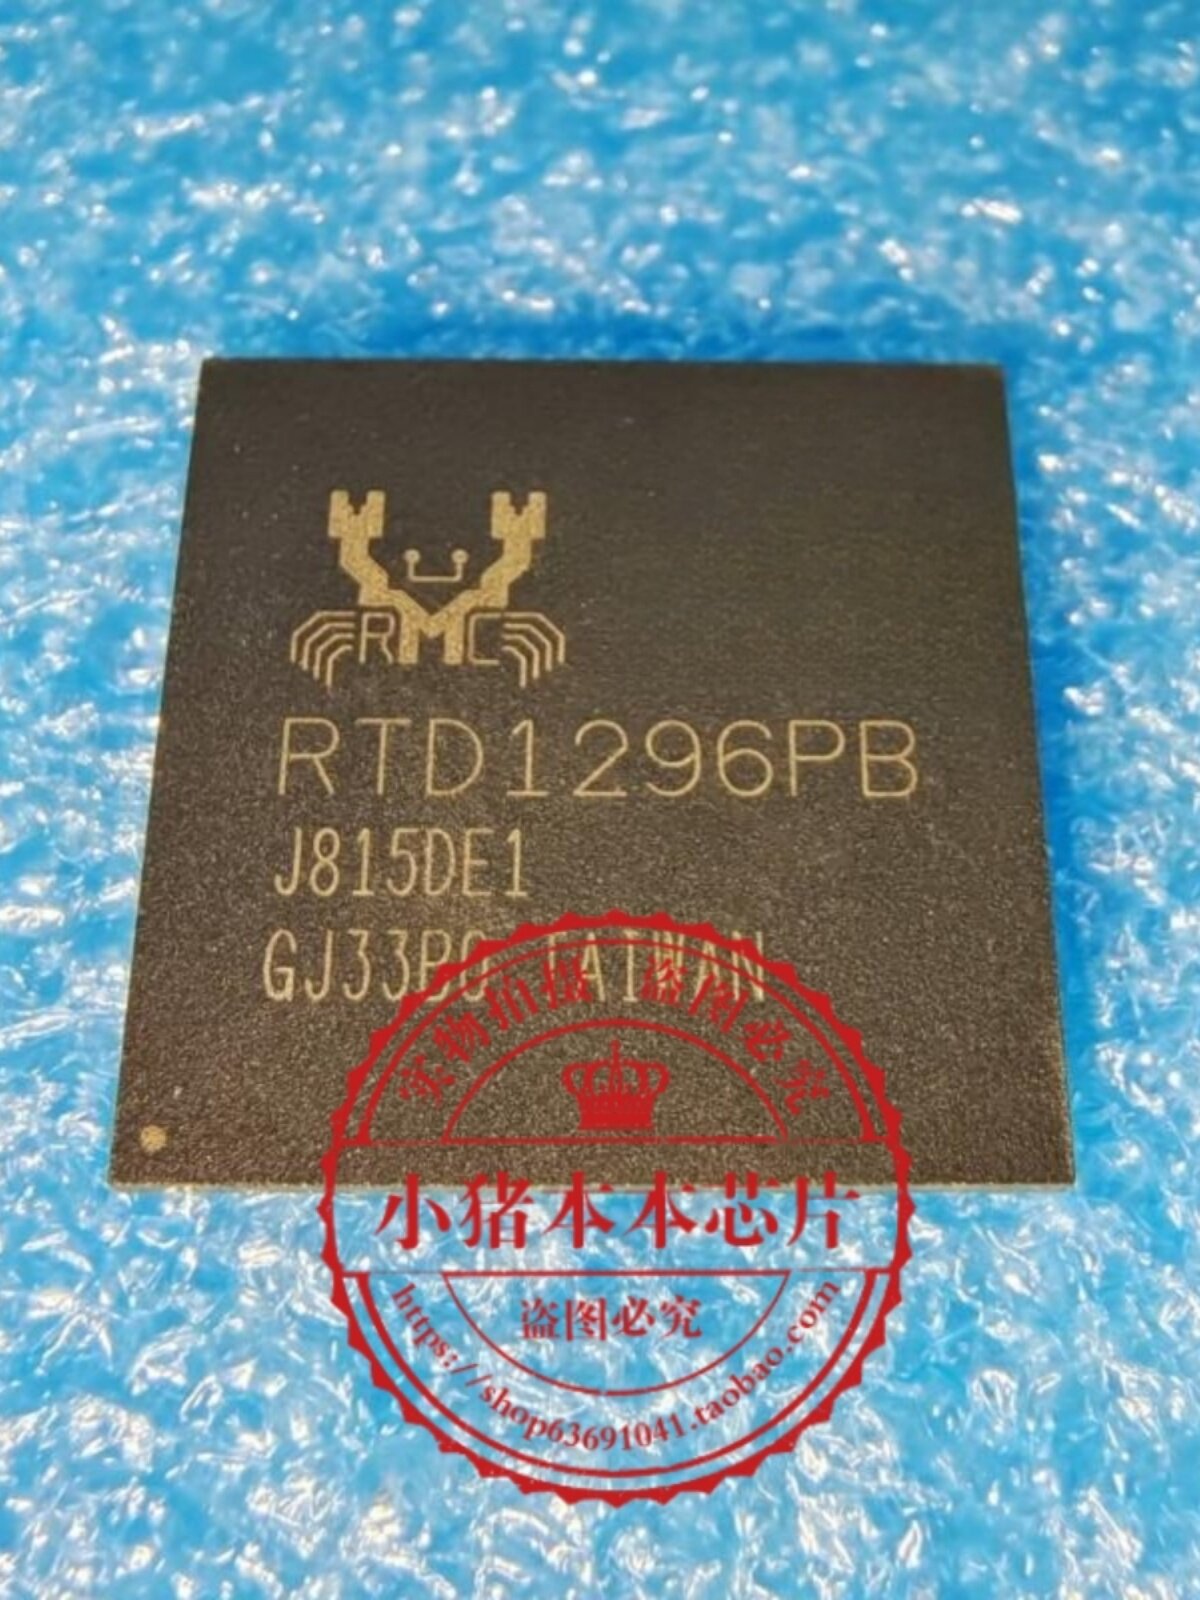 RMC
RTD1296PB
J815DE1
GJ33B TAIWAN
实物拍摄 盗图必究
小猪本本芯片
盗图必究
https://shop63691041.taobao.com